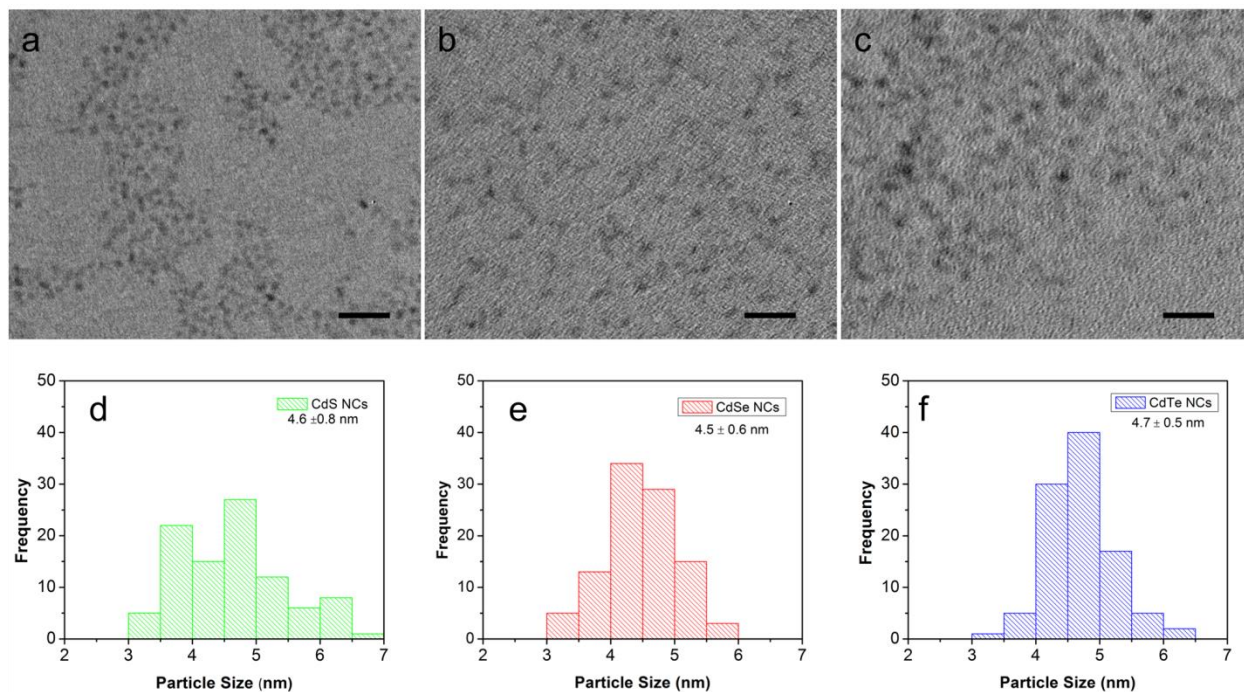 a
b
c
d
CdS NCs
4.6 ±0.8 nm
50
40
30
20
10
0
Frequency
2 3 4 5 6 7
Particle Size (nm)
e
CdSe NCs
4.5 ± 0.6 nm
50
40
30
20
10
0
Frequency
2 3 4 5 6 7
Particle Size (nm)
f
CdTe NCs
4.7 ± 0.5 nm
50
40
30
20
10
0
Frequency
2 3 4 5 6 7
Particle Size (nm)